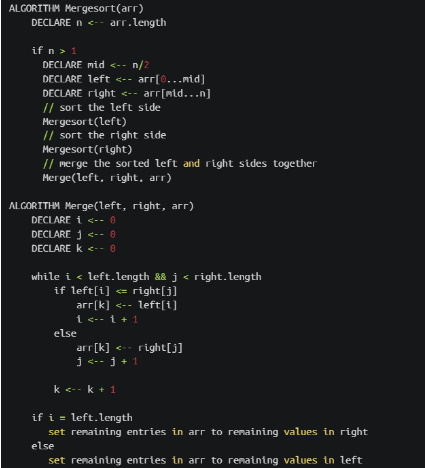 ALGORITHM Mergesort(arr)
DECLARE n <-- arr.length
if n > 1
DECLARE mid <-- n/2
DECLARE left <-- arr[0...mid]
DECLARE right <-- arr[mid...n]
// sort the left side
Mergesort(left)
// sort the right side
Mergesort(right)
// merge the sorted left and right sides together
Merge(left, right, arr)
ALGORITHM Merge(left, right, arr)
DECLARE i <-- 0
DECLARE j <-- 0
DECLARE k <-- 0
while i < left.length && j < right.length
if left[i] <= right[j]
arr[k] <-- left[i]
i <-- i + 1
else
arr[k] <-- right[j]
j <-- j + 1
k <-- k + 1
if i = left.length
set remaining entries in arr to remaining values in right
else
set remaining entries in arr to remaining values in left